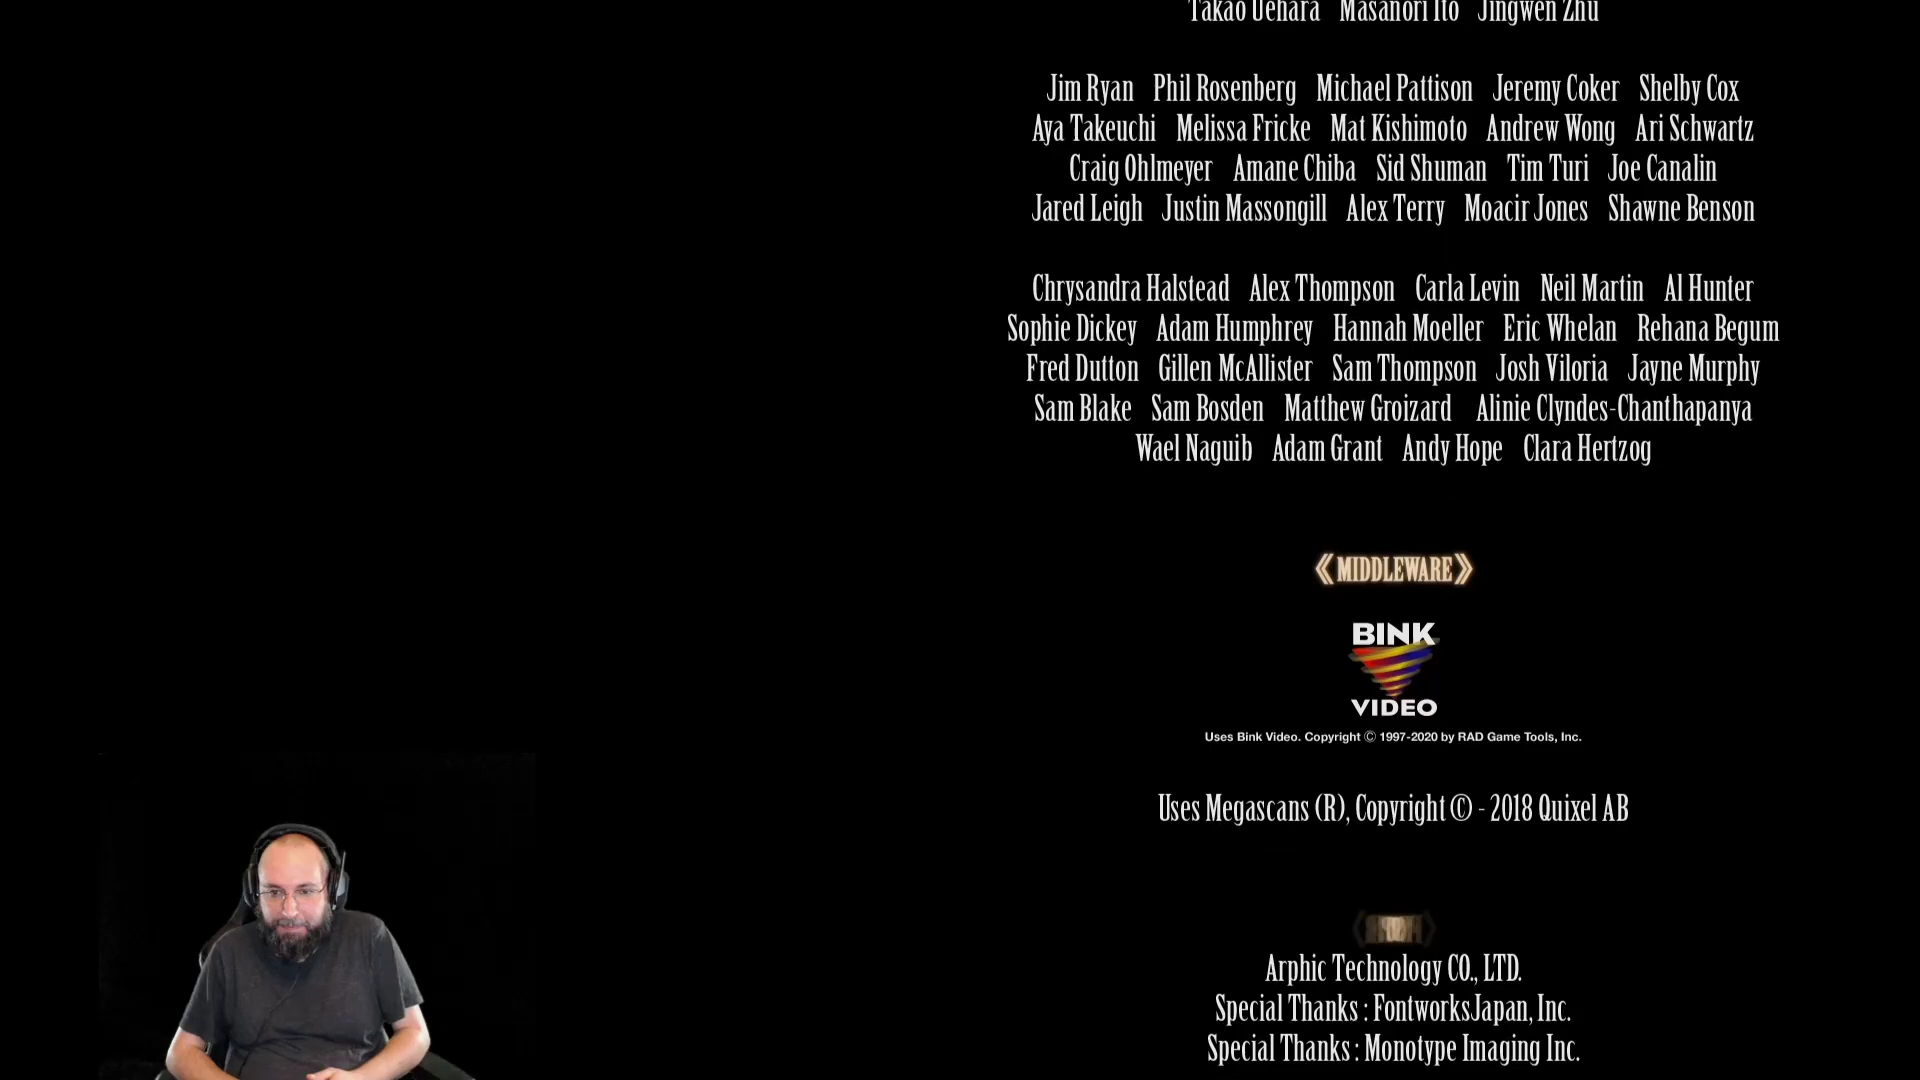 Takao Uehara Masanori Ito Jingwen Zhu
Jim Ryan Phil Rosenberg Michael Pattison Jeremy Coker Shelby Cox
Aya Takeuchi Melissa Fricke Mat Kishimoto Andrew Wong Ari Schwartz
Craig Ohlmeyer Amane Chiba Sid Shuman Tim Turi Joe Canalin
Jared Leigh Justin Massongill Alex Terry Moacir Jones Shawne Benson
Chrysandra Halstead Alex Thompson Carla Levin Neil Martin Al Hunter
Sophie Dickey Adam Humphrey Hannah Moeller Eric Whelan Rehana Begum
Fred Dutton Gillen McAllister Sam Thompson Josh Viloria Jayne Murphy
Sam Blake Sam Bosden Matthew Groizard Alinie Clyndes-Chanthapanya
Wael Naguib Adam Grant Andy Hope Clara Hertzog
《MIDDLEWARE》
BINK
VIDEO
Uses Bink Video. Copyright © 1997-2020 by RAD Game Tools, Inc.
Uses Megascans (R), Copyright © - 2018 Quixel AB
Arphic Technology CO., LTD.
Special Thanks : FontworksJapan, Inc.
Special Thanks : Monotype Imaging Inc.